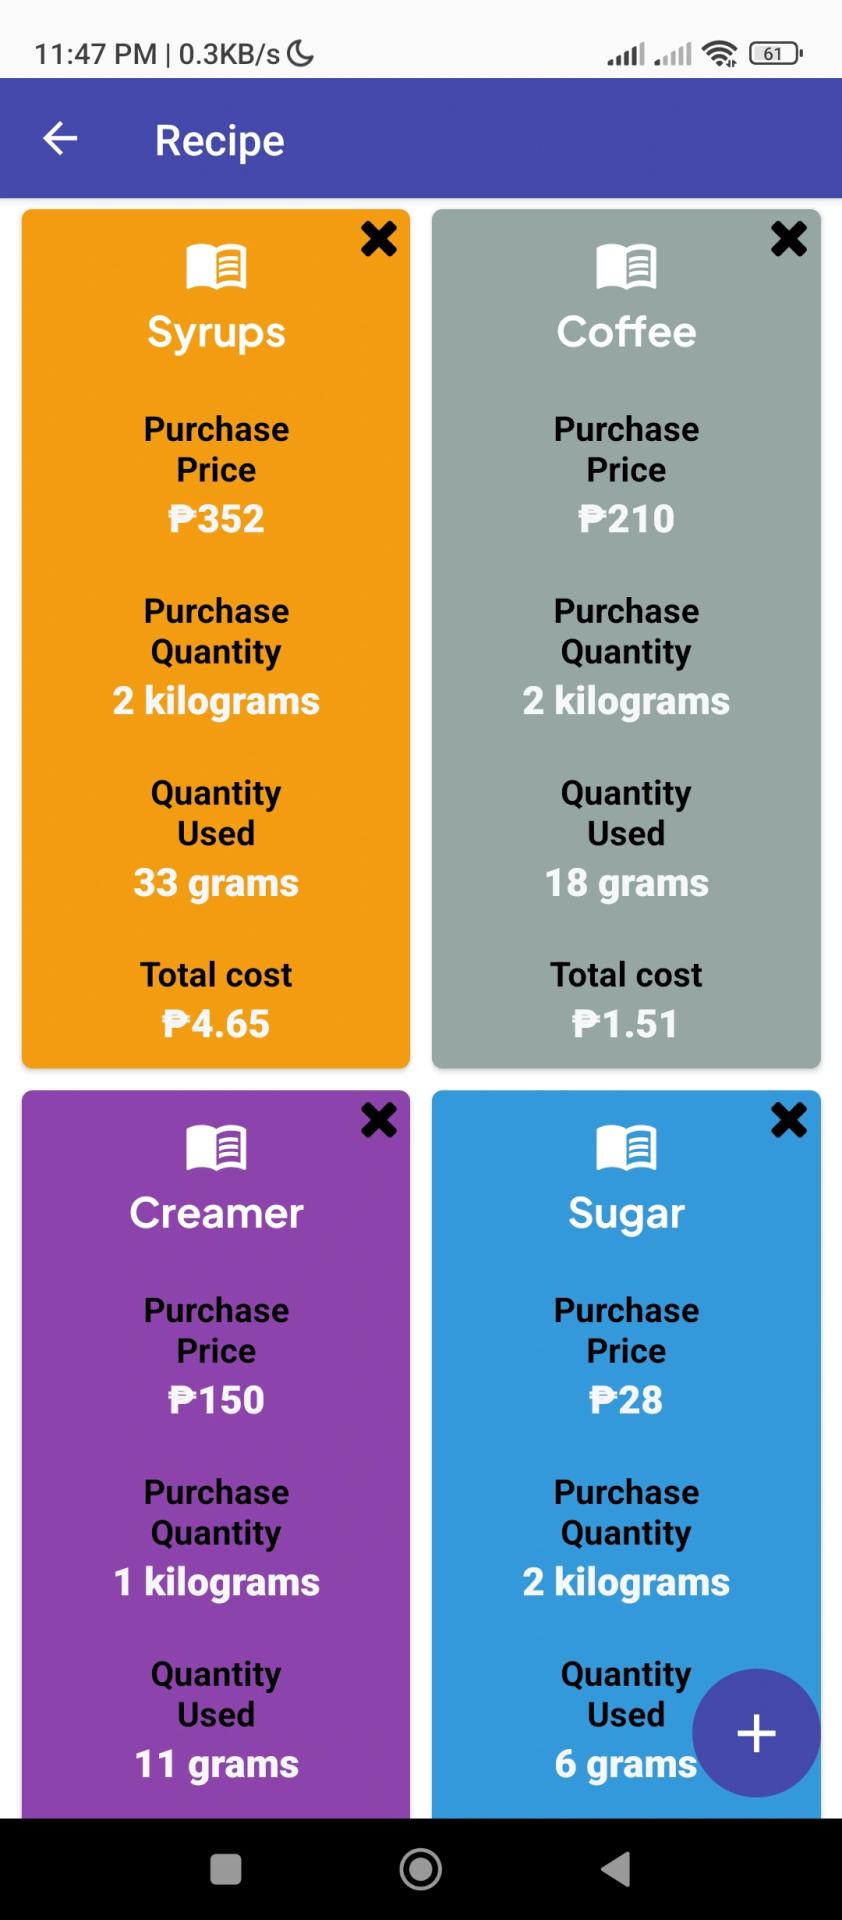 11:47 PM | 0.3KB/s
61
Recipe
Syrups
Purchase
Price
₱352
Purchase
Quantity
2 kilograms
Quantity
Used
33 grams
Total cost
₱4.65
Coffee
Purchase
Price
₱210
Purchase
Quantity
2 kilograms
Quantity
Used
18 grams
Total cost
₱1.51
Creamer
Purchase
Price
₱150
Purchase
Quantity
1 kilograms
Quantity
Used
11 grams
Sugar
Purchase
Price
₱28
Purchase
Quantity
2 kilograms
Quantity
Used
6 grams